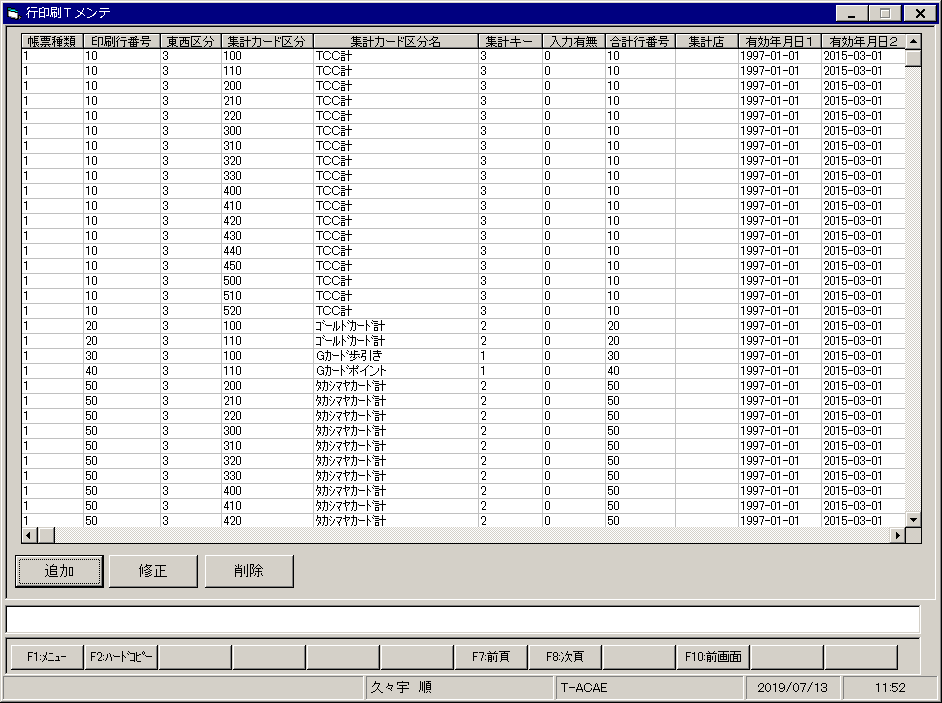 行印刷Tメンテ
帳票種類 印刷行番号 東西区分 集計カード区分 集計カード区分名 集計キー 入力有無 合計行番号 集計店 有効年月日1 有効年月日2
1 10 3 100 TCC計 3 0 10 1997-01-01 2015-03-01
1 10 3 110 TCC計 3 0 10 1997-01-01 2015-03-01
1 10 3 200 TCC計 3 0 10 1997-01-01 2015-03-01
1 10 3 210 TCC計 3 0 10 1997-01-01 2015-03-01
1 10 3 220 TCC計 3 0 10 1997-01-01 2015-03-01
1 10 3 300 TCC計 3 0 10 1997-01-01 2015-03-01
1 10 3 310 TCC計 3 0 10 1997-01-01 2015-03-01
1 10 3 320 TCC計 3 0 10 1997-01-01 2015-03-01
1 10 3 330 TCC計 3 0 10 1997-01-01 2015-03-01
1 10 3 400 TCC計 3 0 10 1997-01-01 2015-03-01
1 10 3 410 TCC計 3 0 10 1997-01-01 2015-03-01
1 10 3 420 TCC計 3 0 10 1997-01-01 2015-03-01
1 10 3 430 TCC計 3 0 10 1997-01-01 2015-03-01
1 10 3 440 TCC計 3 0 10 1997-01-01 2015-03-01
1 10 3 450 TCC計 3 0 10 1997-01-01 2015-03-01
1 10 3 500 TCC計 3 0 10 1997-01-01 2015-03-01
1 10 3 510 TCC計 3 0 10 1997-01-01 2015-03-01
1 10 3 520 TCC計 3 0 10 1997-01-01 2015-03-01
1 20 3 100 ｺﾞｰﾙﾄﾞｶｰﾄﾞ計 2 0 20 1997-01-01 2015-03-01
1 20 3 110 ｺﾞｰﾙﾄﾞｶｰﾄﾞ計 2 0 20 1997-01-01 2015-03-01
1 30 3 100 Gｶｰﾄﾞ歩引き 1 0 30 1997-01-01 2015-03-01
1 40 3 110 Gｶｰﾄﾞポイント 1 0 40 1997-01-01 2015-03-01
1 50 3 200 ﾀｶｼﾏﾔｶｰﾄﾞ計 2 0 50 1997-01-01 2015-03-01
1 50 3 210 ﾀｶｼﾏﾔｶｰﾄﾞ計 2 0 50 1997-01-01 2015-03-01
1 50 3 220 ﾀｶｼﾏﾔｶｰﾄﾞ計 2 0 50 1997-01-01 2015-03-01
1 50 3 300 ﾀｶｼﾏﾔｶｰﾄﾞ計 2 0 50 1997-01-01 2015-03-01
1 50 3 310 ﾀｶｼﾏﾔｶｰﾄﾞ計 2 0 50 1997-01-01 2015-03-01
1 50 3 320 ﾀｶｼﾏﾔｶｰﾄﾞ計 2 0 50 1997-01-01 2015-03-01
1 50 3 330 ﾀｶｼﾏﾔｶｰﾄﾞ計 2 0 50 1997-01-01 2015-03-01
1 50 3 400 ﾀｶｼﾏﾔｶｰﾄﾞ計 2 0 50 1997-01-01 2015-03-01
1 50 3 410 ﾀｶｼﾏﾔｶｰﾄﾞ計 2 0 50 1997-01-01 2015-03-01
1 50 3 420 ﾀｶｼﾏﾔｶｰﾄﾞ計 2 0 50 1997-01-01 2015-03-01
追加 修正 削除
F1:ﾒﾆｭｰ F2:ﾊｰﾄﾞｺﾋﾟｰ F7:前頁 F8:次頁 F10:前画面
久々宇 順 T-ACAE 2019/07/13 11:52